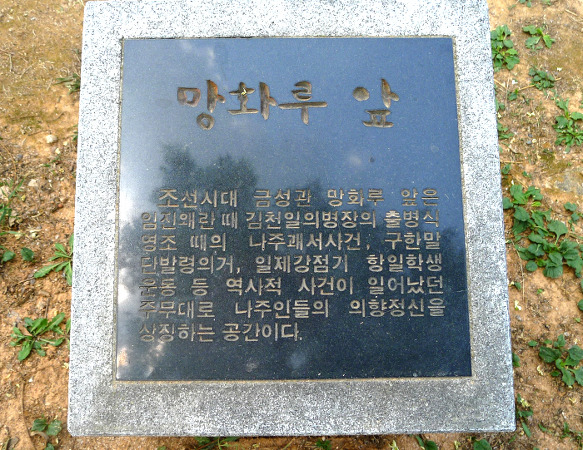 망화루 앞
조선시대 금성관 망화루 앞은
임진왜란 때 김천일의병장의 출병식
영조 때의 나주괘서사건, 구한말
단발령의거, 일제강점기 항일학생
운동 등 역사적 사건이 일어났던
주무대로 나주인들의 의향정신을
상징하는 공간이다.